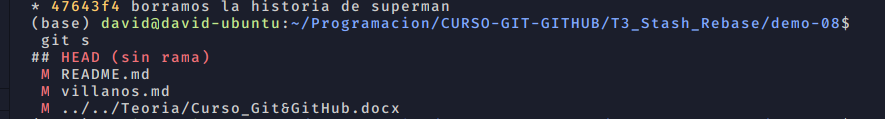 * 47643f4 borramos la historia de superman
(base) david@david-ubuntu:~/Programacion/CURSO-GIT-GITHUB/T3_Stash_Rebase/demo-08$
git s
## HEAD (sin rama)
M README.md
M villanos.md
M ../../Teoria/Curso_Git&GitHub.docx